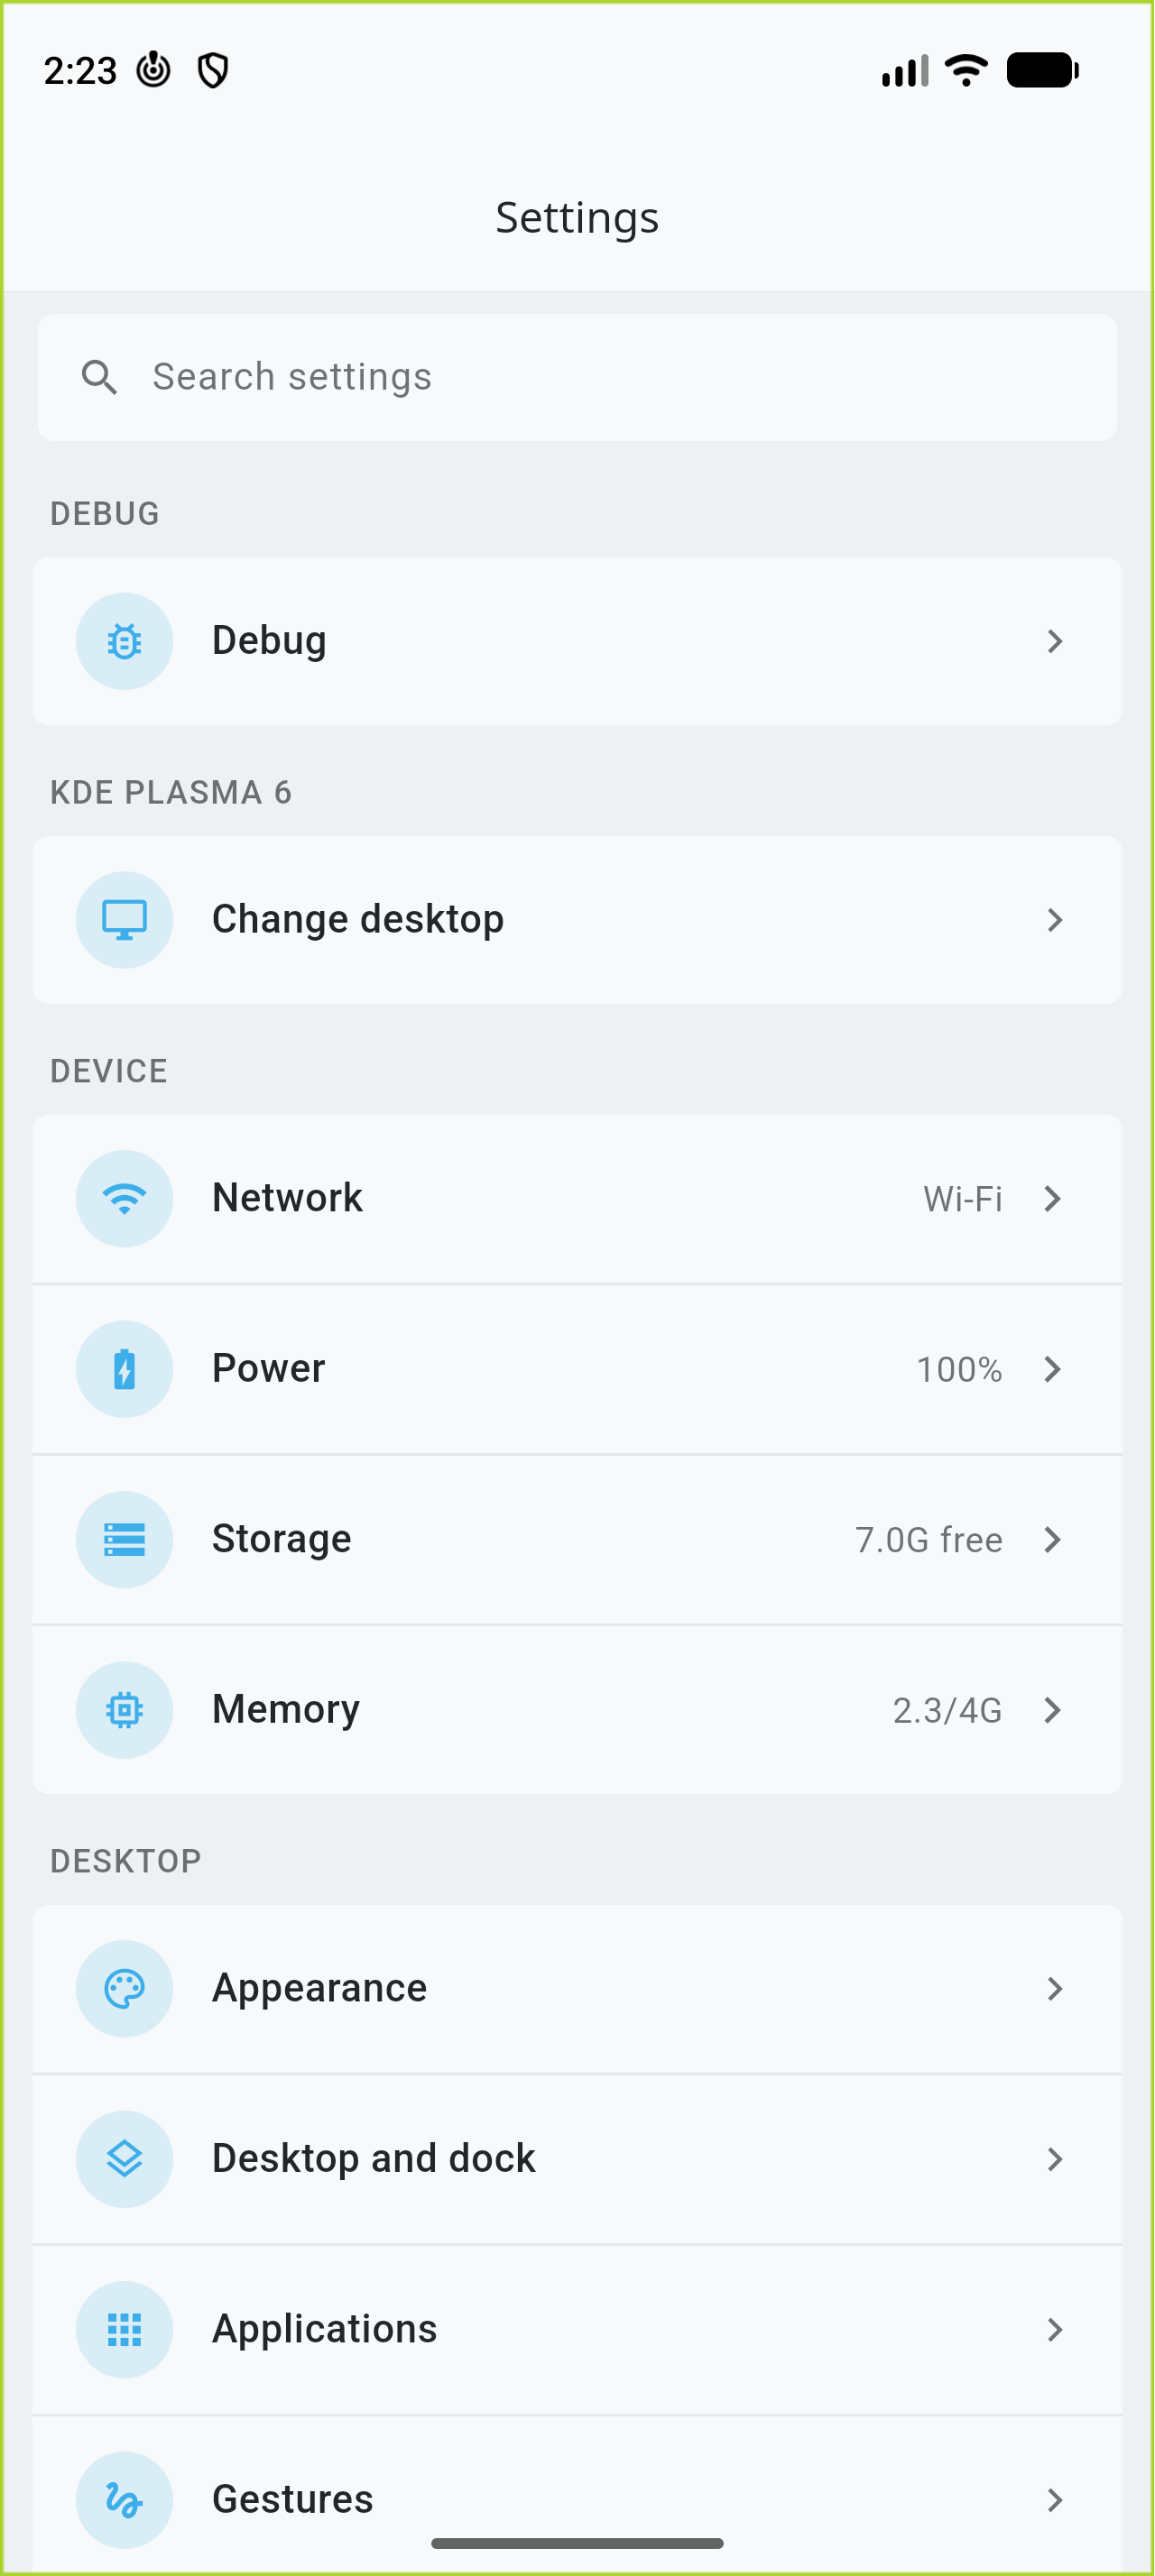 2:23
Settings
Search settings
DEBUG
Debug
KDE PLASMA 6
Change desktop
DEVICE
Network Wi-Fi
Power 100%
Storage 7.0G free
Memory 2.3/4G
DESKTOP
Appearance
Desktop and dock
Applications
Gestures